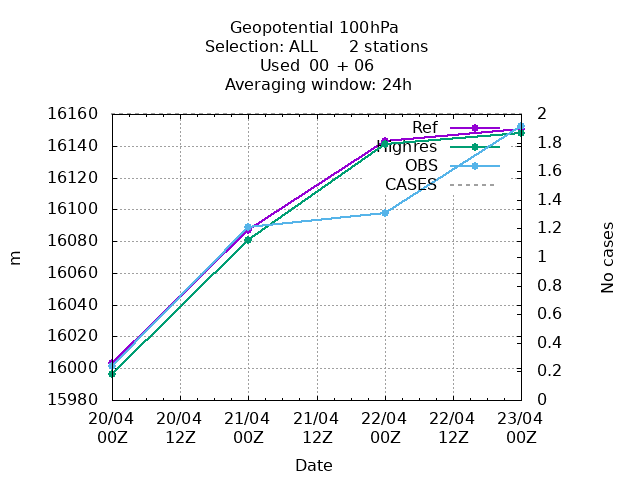 Geopotential 100hPa
Selection: ALL 2 stations
Used 00 + 06
Averaging window: 24h
16160
16140
16120
16100
16080
16060
16040
16020
16000
15980
m
Ref
Highres
OBS
CASES
2
1.8
1.6
1.4
1.2
1
0.8
0.6
0.4
0.2
0
No cases
20/04 20/04 21/04 21/04 22/04 22/04 23/04
00Z 12Z 00Z 12Z 00Z 12Z 00Z
Date